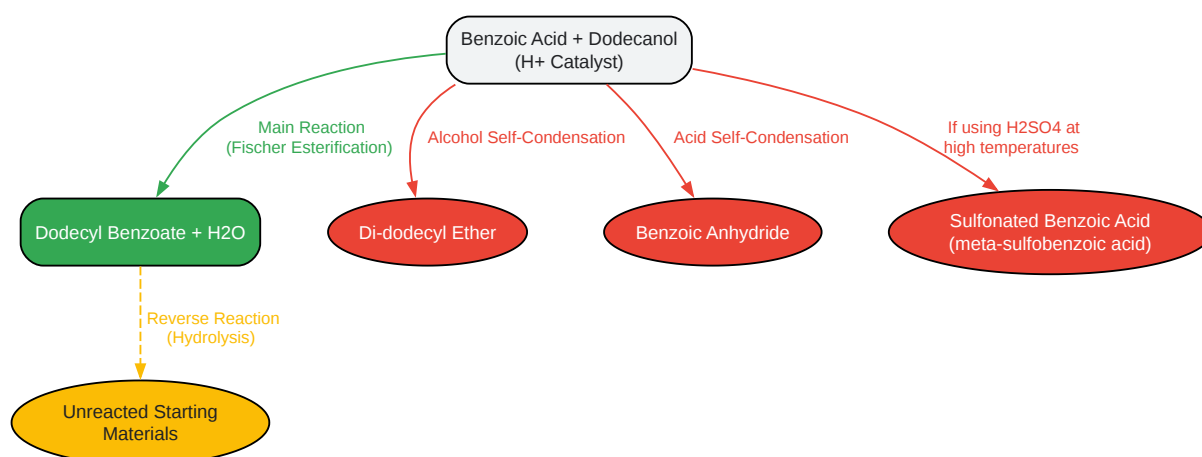 Benzoic Acid + Dodecanol
(H+ Catalyst)
Main Reaction
(Fischer Esterification)
Alcohol Self-Condensation
Acid Self-Condensation
If using H2SO4 at
high temperatures
Dodecyl Benzoate + H2O
Di-dodecyl Ether
Benzoic Anhydride
Sulfonated Benzoic Acid
(meta-sulfobenzoic acid)
Reverse Reaction
(Hydrolysis)
Unreacted Starting
Materials